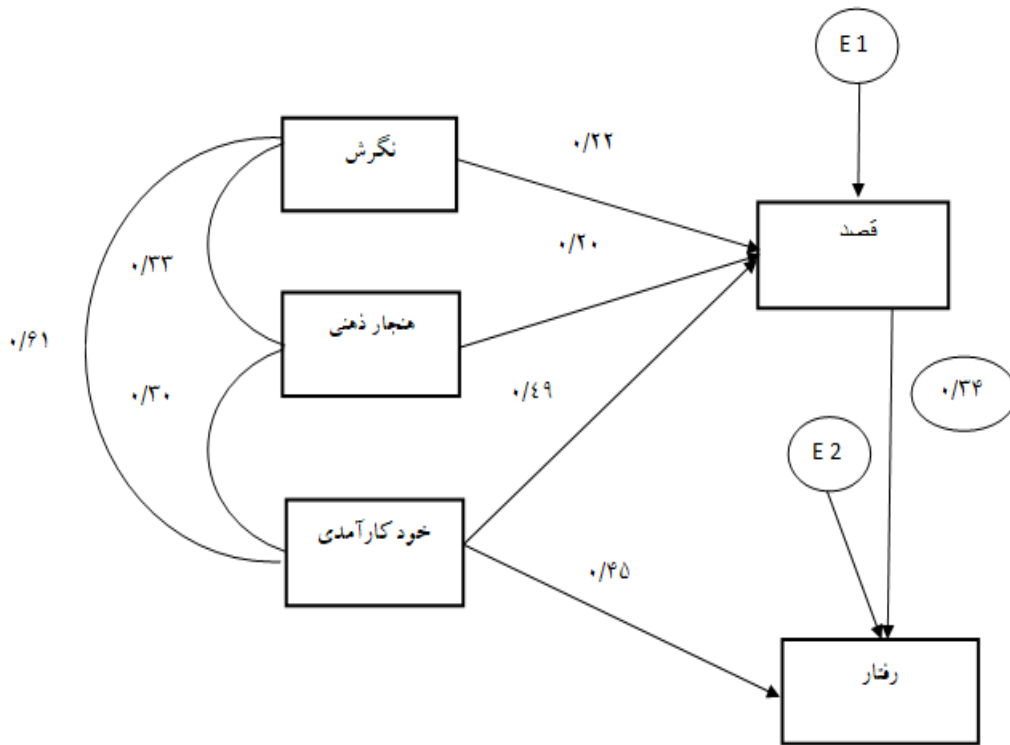 E 1
نگرش
۰/۲۲
قصد
۰/۲۰
۰/۳۳
هنجار ذهنی
۰/۶۱
۰/۳۰
۰/٤۹
۰/۳۴
E 2
خود کارآمدی
۰/۴۵
رفتار